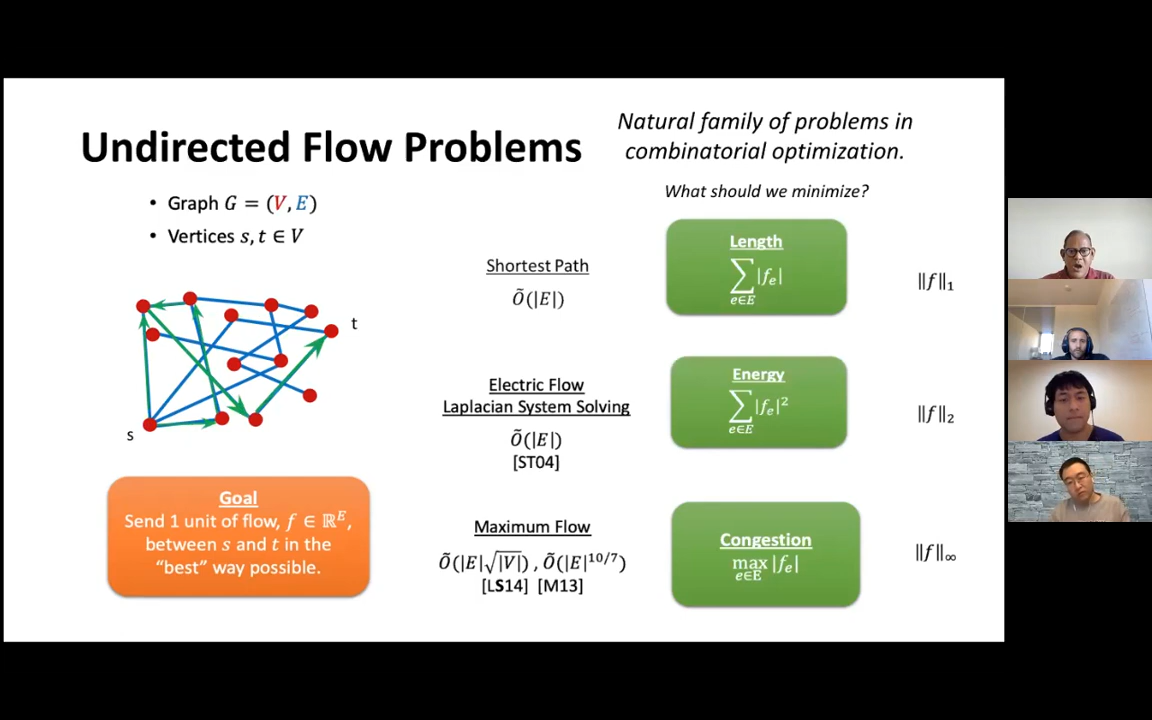 Undirected Flow Problems
Natural family of problems in
combinatorial optimization.
• Graph G = (V, E)
• Vertices s, t ∈ V
What should we minimize?
s
t
Goal
Send 1 unit of flow, f ∈ ℝ^E,
between s and t in the
“best” way possible.
Shortest Path
Õ(|E|)
Length
∑_{e∈E} |f_e|
‖f‖₁
Electric Flow
Laplacian System Solving
Õ(|E|)
[ST04]
Energy
∑_{e∈E} |f_e|²
‖f‖₂
Maximum Flow
Õ(|E|√|V|) , Õ(|E|^{10/7})
[LS14] [M13]
Congestion
max_{e∈E} |f_e|
‖f‖_∞